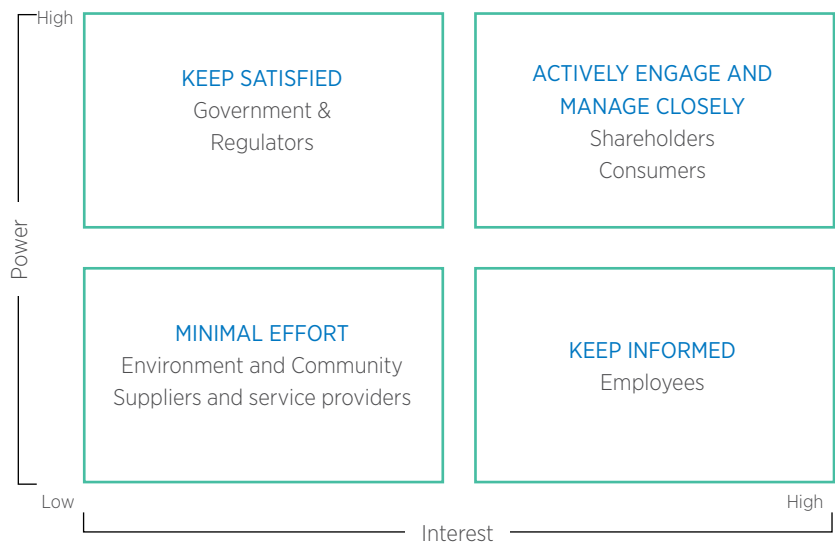 High
KEEP SATISFIED
Government &
Regulators
ACTIVELY ENGAGE AND
MANAGE CLOSELY
Shareholders
Consumers
Power
MINIMAL EFFORT
Environment and Community
Suppliers and service providers
KEEP INFORMED
Employees
Low
High
Interest